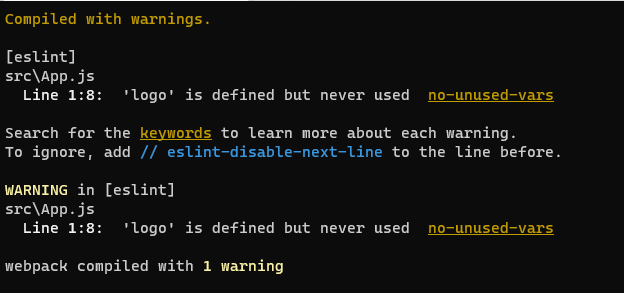 Compiled with warnings.
[eslint]
src\App.js
Line 1:8:  'logo' is defined but never used  no-unused-vars
Search for the keywords to learn more about each warning.
To ignore, add // eslint-disable-next-line to the line before.
WARNING in [eslint]
src\App.js
Line 1:8:  'logo' is defined but never used  no-unused-vars
webpack compiled with 1 warning